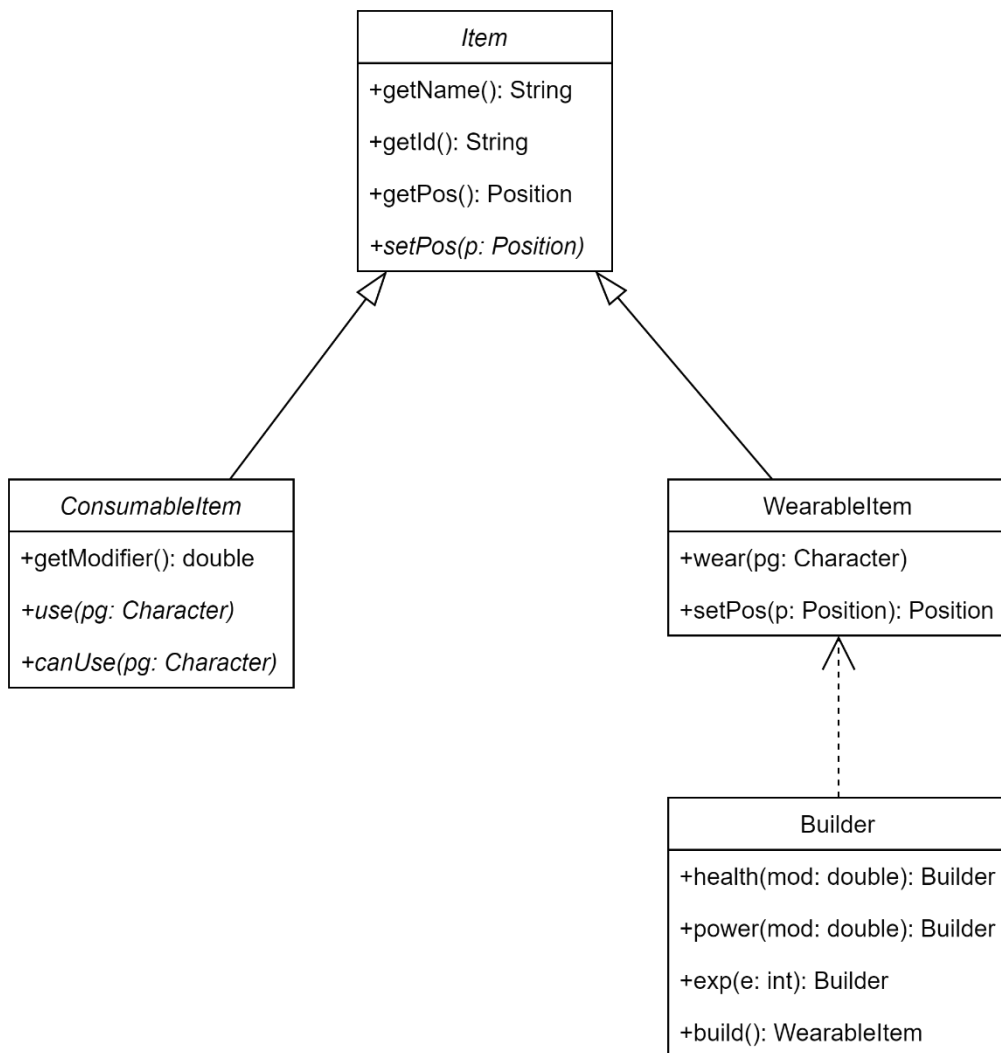 Item
+getName(): String
+getId(): String
+getPos(): Position
+setPos(p: Position)
ConsumableItem
+getModifier(): double
+use(pg: Character)
+canUse(pg: Character)
WearableItem
+wear(pg: Character)
+setPos(p: Position): Position
Builder
+health(mod: double): Builder
+power(mod: double): Builder
+exp(e: int): Builder
+build(): WearableItem